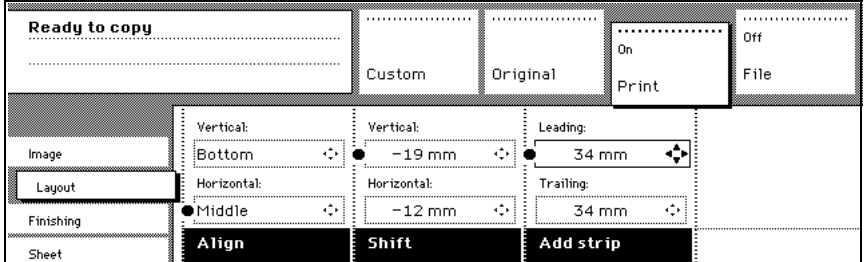 Ready to copy
Custom
Original
On
Print
Off
File
Image
Layout
Finishing
Sheet
Vertical:
Bottom
Horizontal:
Middle
Align
Vertical:
-19 mm
Horizontal:
-12 mm
Shift
Leading:
34 mm
Trailing:
34 mm
Add strip